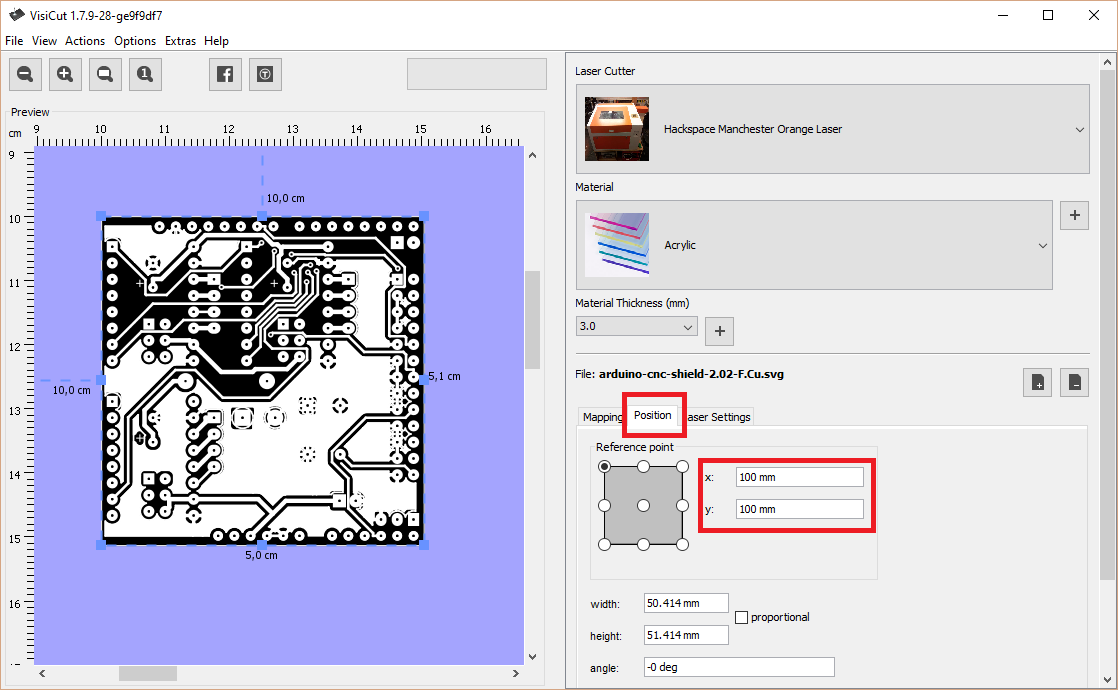 VisiCut 1.7.9-28-ge9f9df7
File View Actions Options Extras Help
1
Preview
cm 9 10 11 12 13 14 15 16
9
10
11
12
13
14
15
16
10,0 cm
10,0 cm
5,1 cm
5,0 cm
Laser Cutter
Hackspace Manchester Orange Laser
Material
Acrylic
Material Thickness (mm)
3.0
File: arduino-cnc-shield-2.02-F.Cu.svg
Mapping Position aser Settings
Reference point
x: 100 mm
y: 100 mm
width: 50.414 mm
proportional
height: 51.414 mm
angle: -0 deg